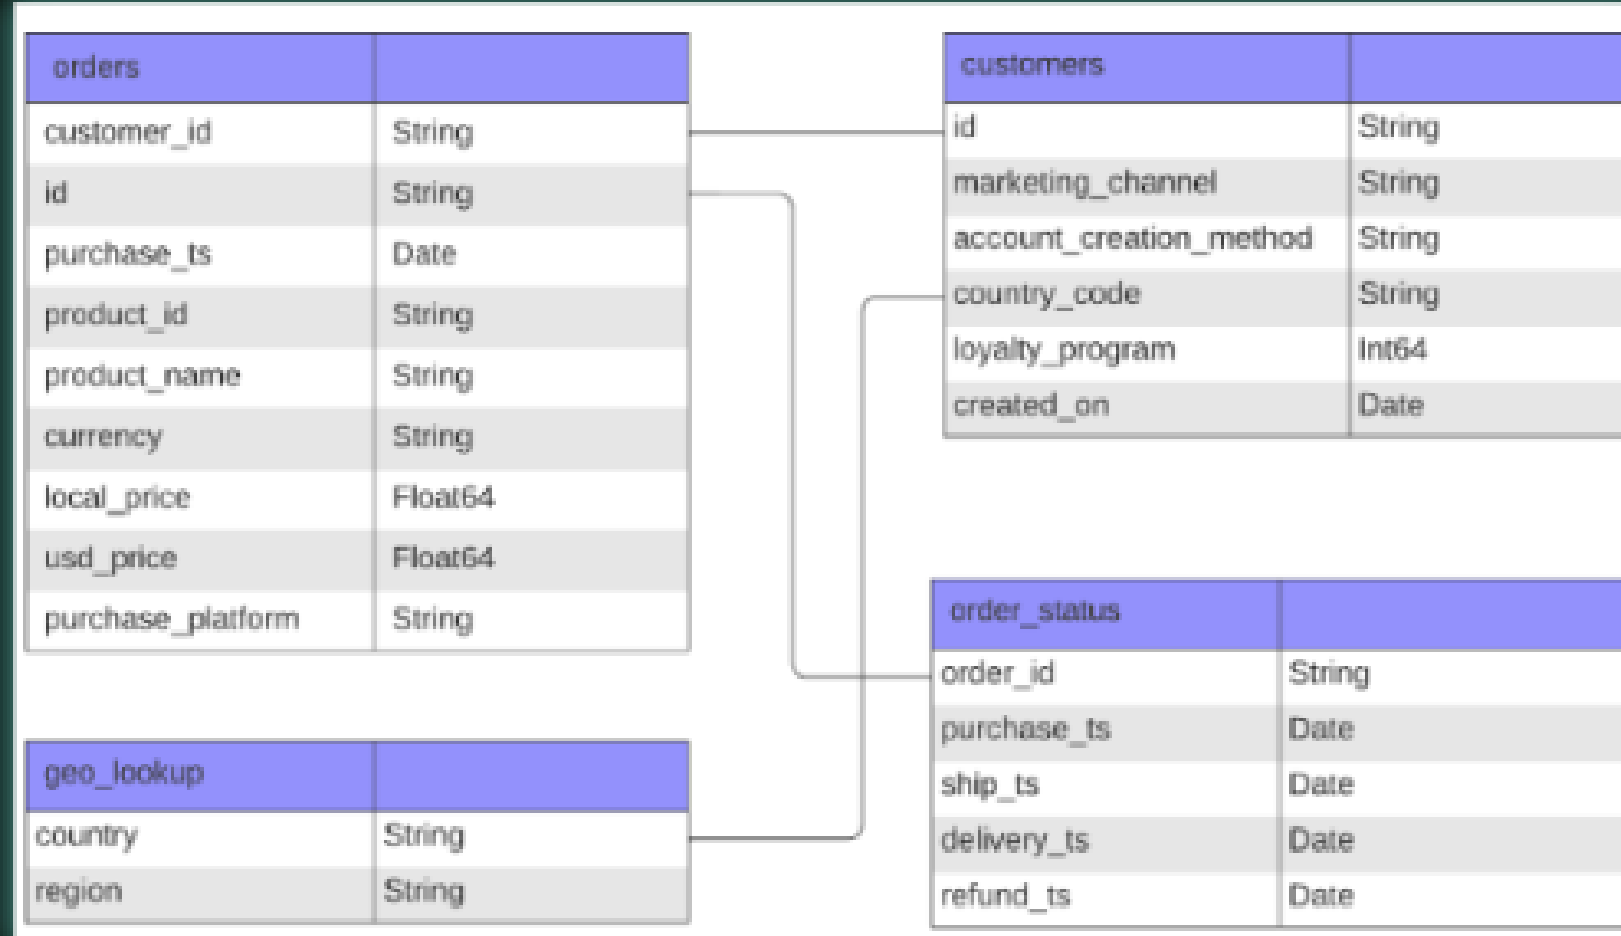 orders
customer_id String
id String
purchase_ts Date
product_id String
product_name String
currency String
local_price Float64
usd_price Float64
purchase_platform String
customers
id String
marketing_channel String
account_creation_method String
country_code String
loyalty_program Int64
created_on Date
geo_lookup
country String
region String
order_status
order_id String
purchase_ts Date
ship_ts Date
delivery_ts Date
refund_ts Date